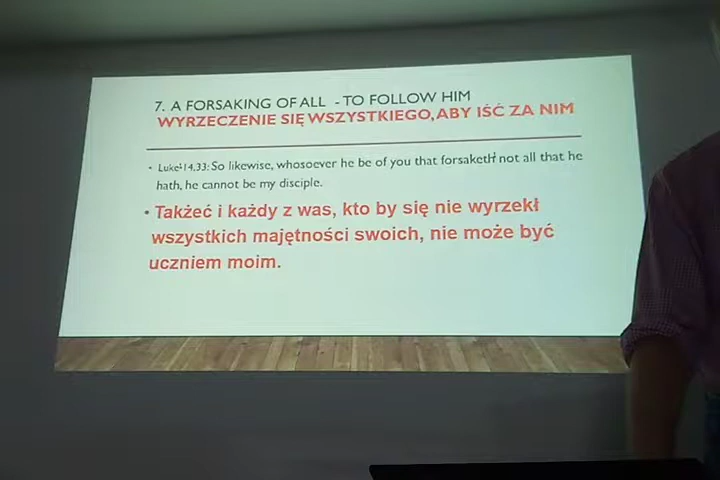 7. A FORSAKING OF ALL - TO FOLLOW HIM
WYRZECZENIE SIĘ WSZYSTKIEGO, ABY IŚĆ ZA NIM
• Luke 14.33: So likewise, whosoever he be of you that forsaketh not all that he
hath, he cannot be my disciple.
• Takżeć i każdy z was, kto by się nie wyrzekł
wszystkich majętności swoich, nie może być
uczniem moim.